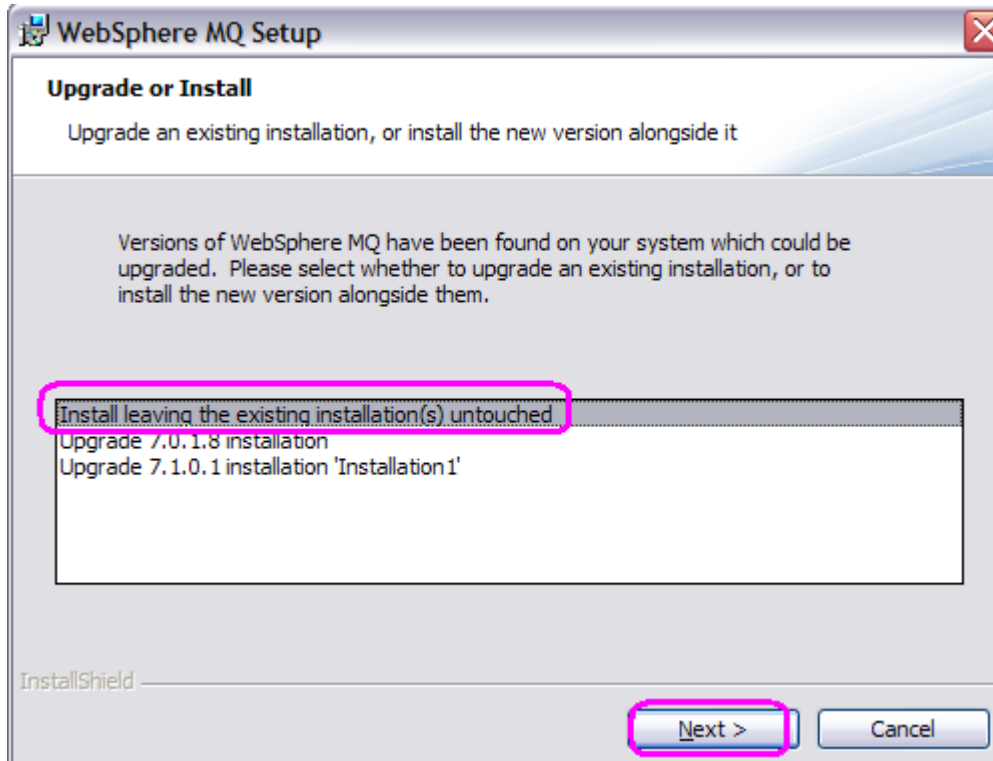 WebSphere MQ Setup
Upgrade or Install
Upgrade an existing installation, or install the new version alongside it
Versions of WebSphere MQ have been found on your system which could be
upgraded. Please select whether to upgrade an existing installation, or to
install the new version alongside them.
Install leaving the existing installation(s) untouched
Upgrade 7.0.1.8 installation
Upgrade 7.1.0.1 installation 'Installation1'
InstallShield
Next >
Cancel